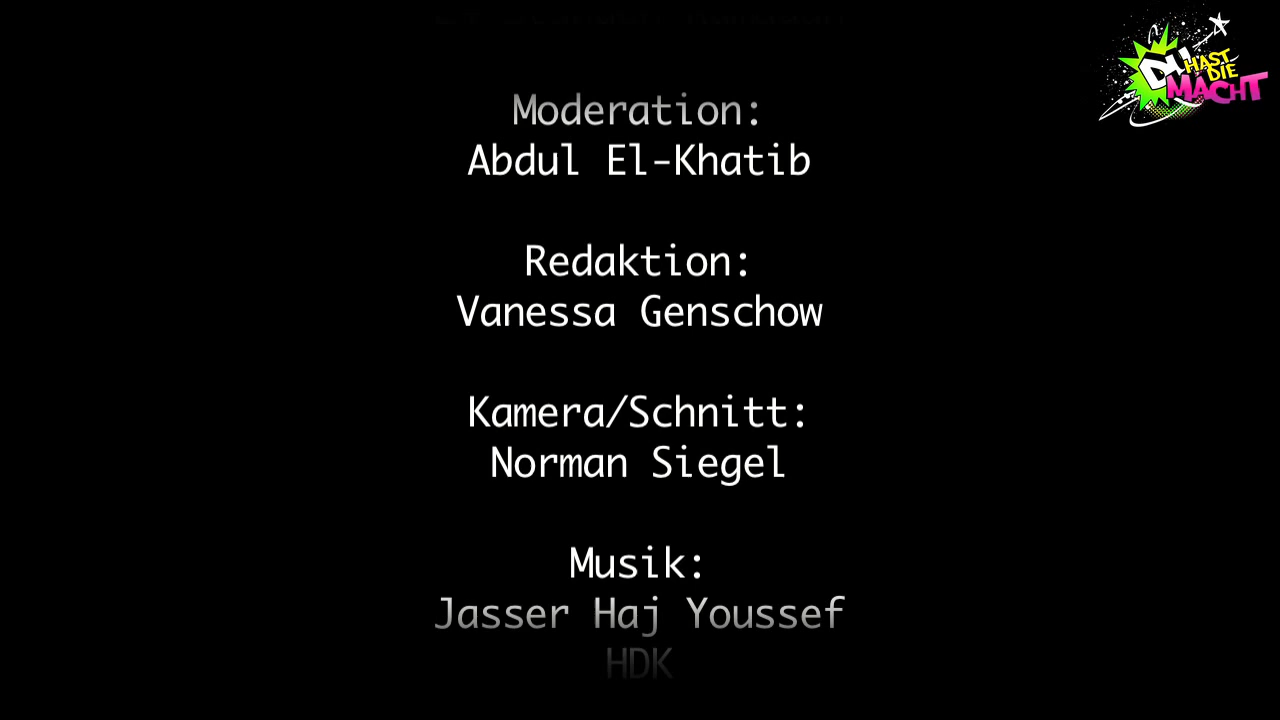 DU
HAST
DIE
MACHT
Moderation:
Abdul El-Khatib
Redaktion:
Vanessa Genschow
Kamera/Schnitt:
Norman Siegel
Musik:
Jasser Haj Youssef
HDK